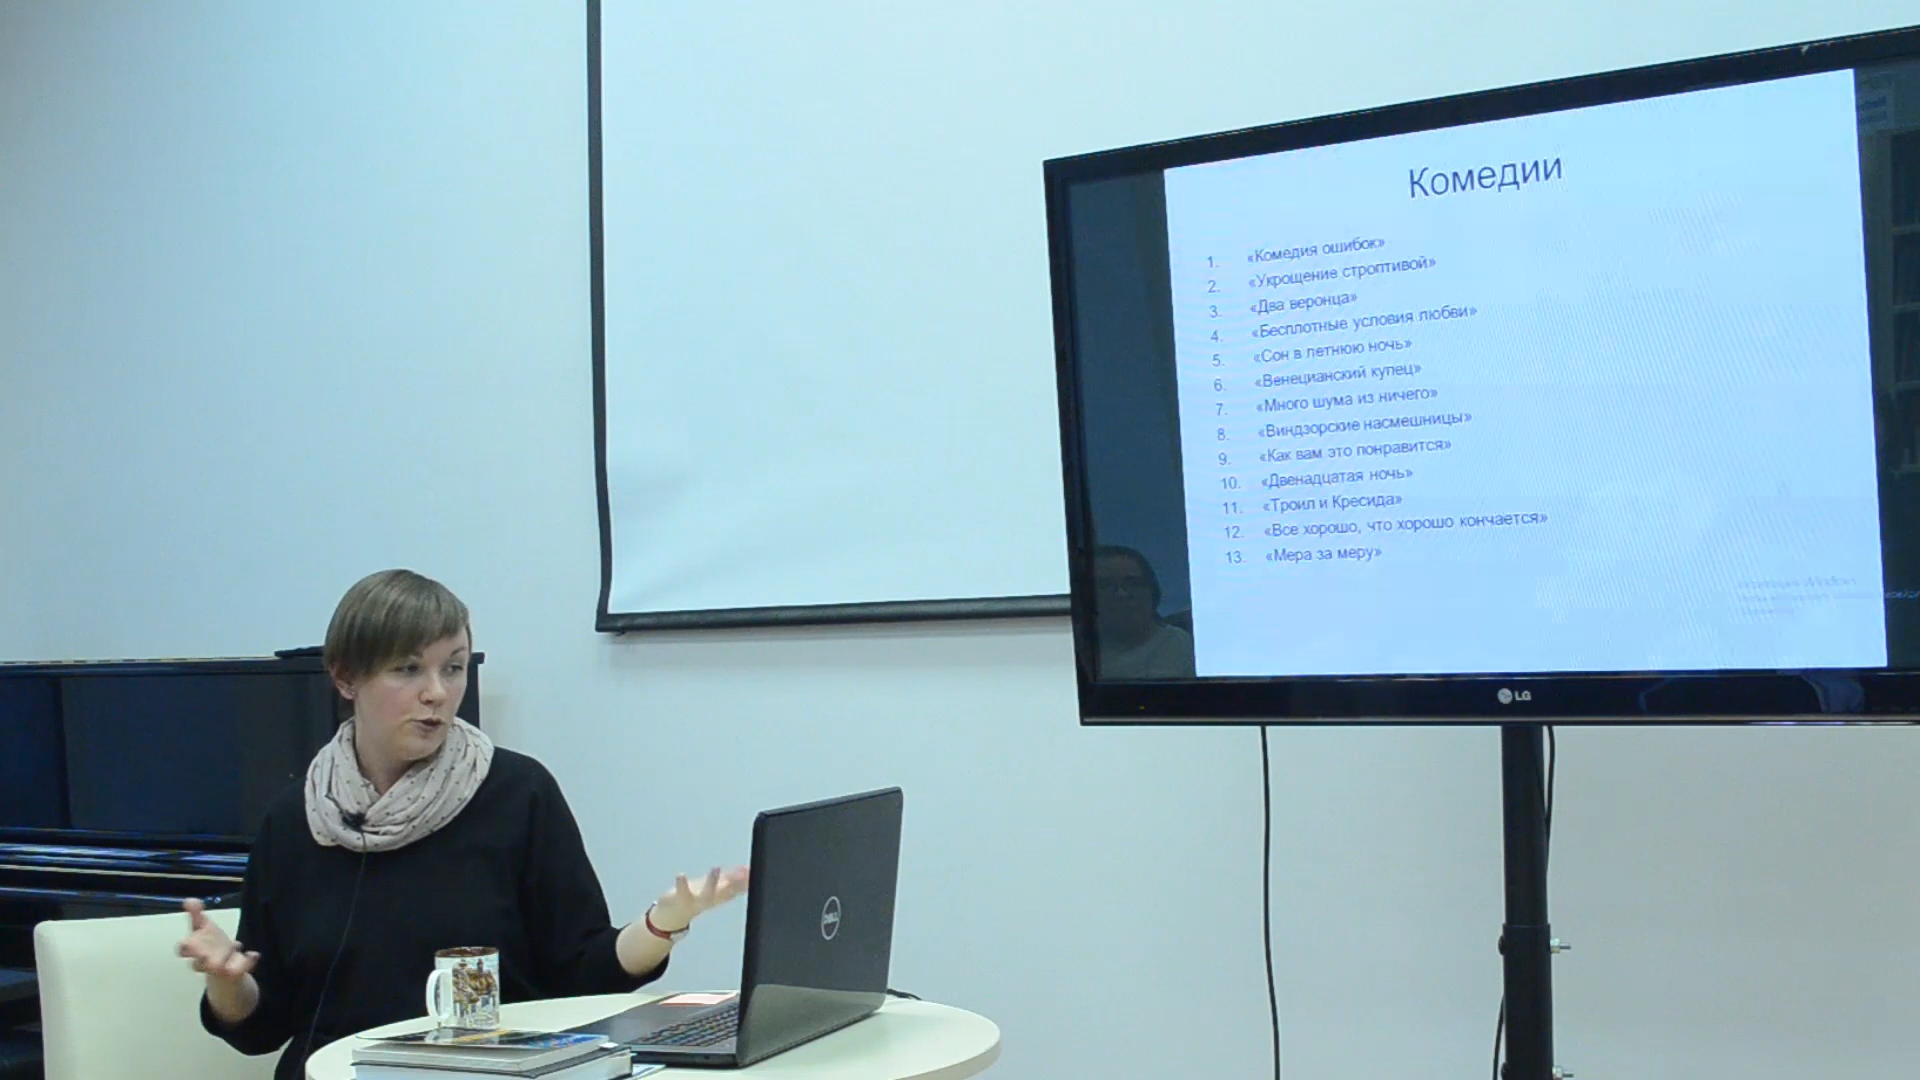 Комедии
1. «Комедия ошибок»
2. «Укрощение строптивой»
3. «Два веронца»
4. «Бесплотные условия любви»
5. «Сон в летнюю ночь»
6. «Венецианский купец»
7. «Много шума из ничего»
8. «Виндзорские насмешницы»
9. «Как вам это понравится»
10. «Двенадцатая ночь»
11. «Троил и Кресида»
12. «Все хорошо, что хорошо кончается»
13. «Мера за меру»
LG
DELL